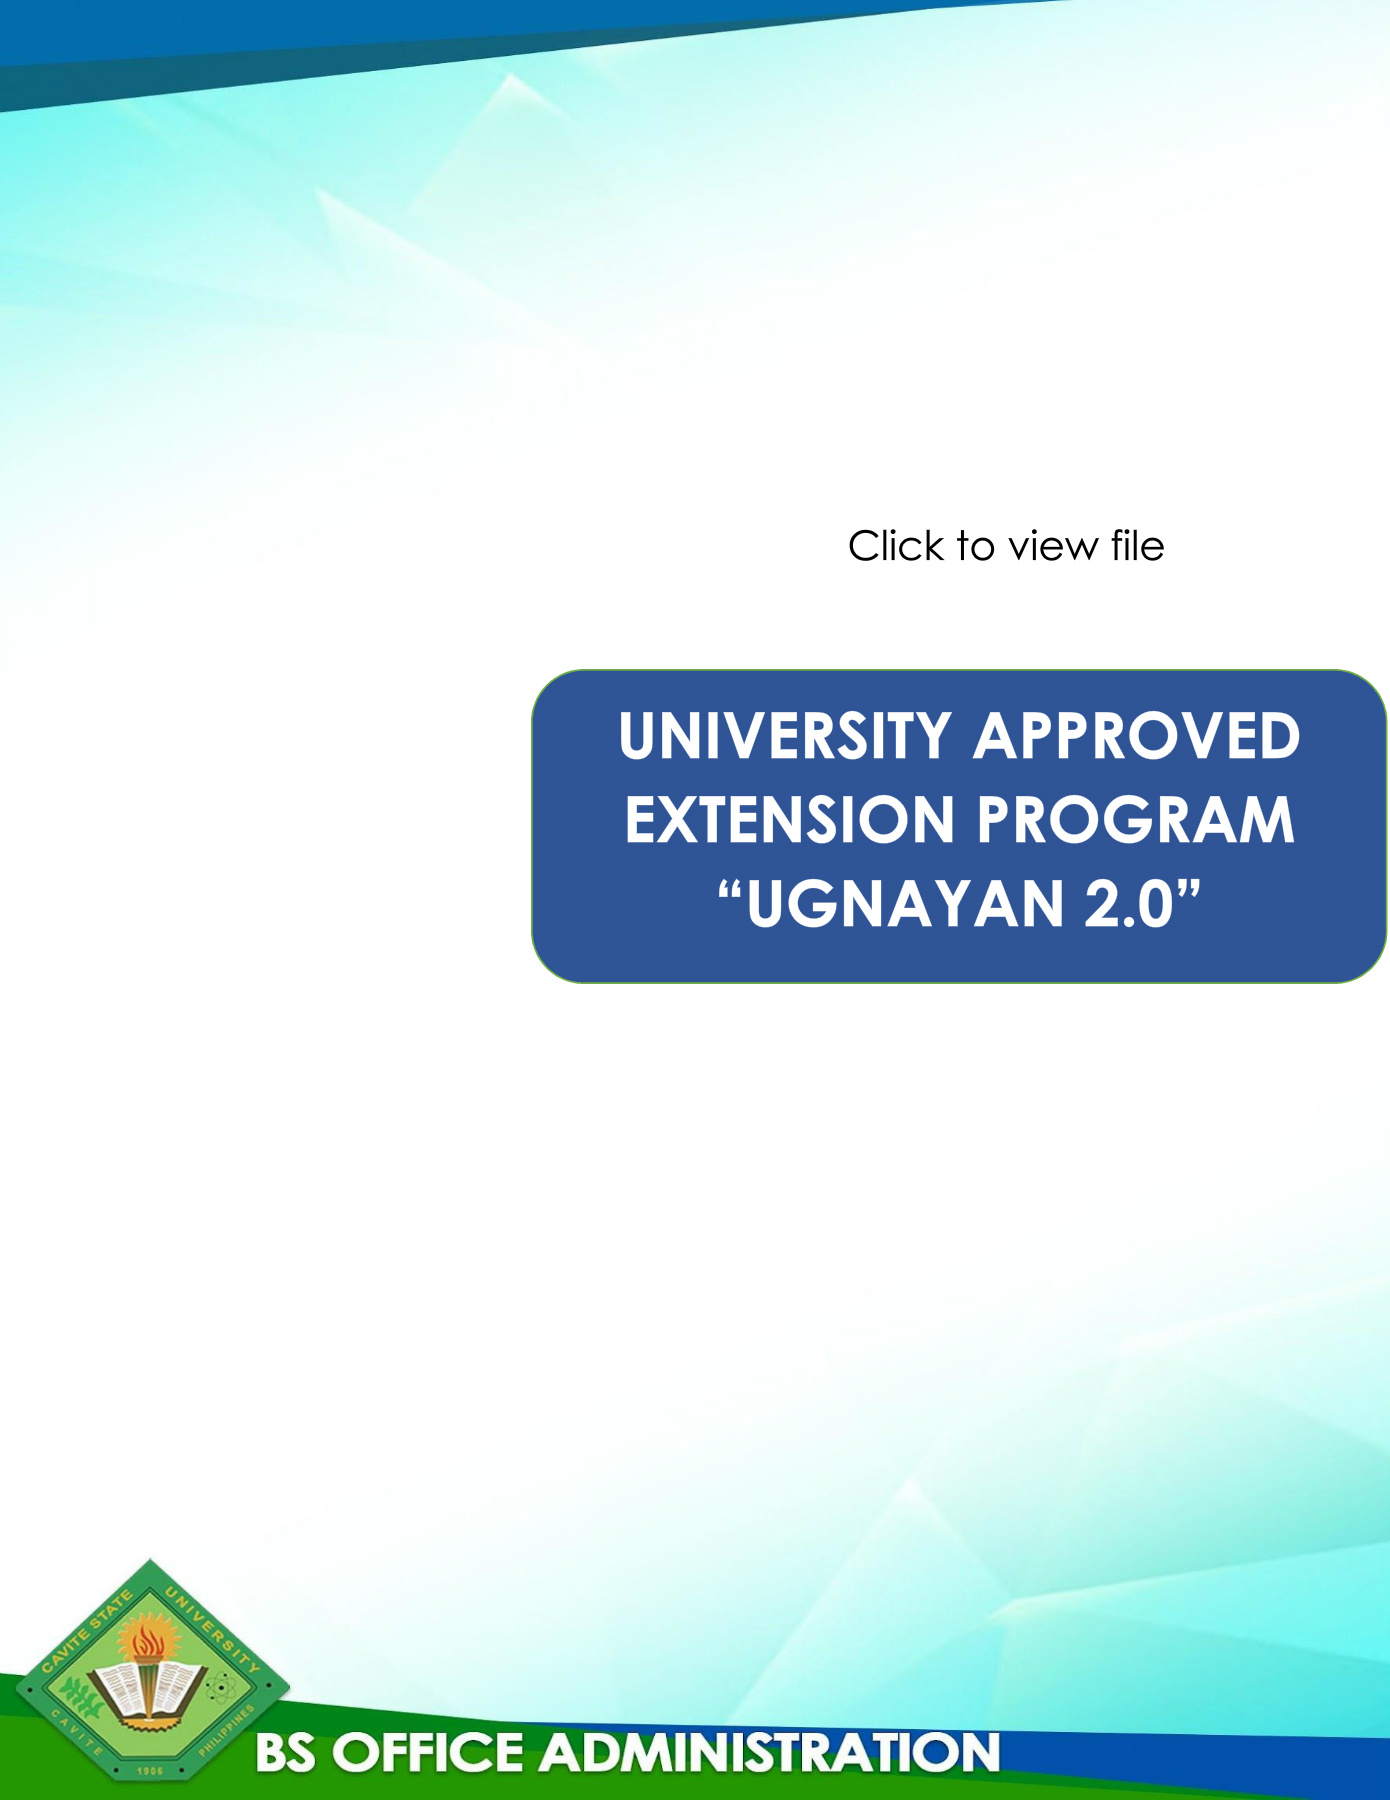 Click to view file
UNIVERSITY APPROVED
EXTENSION PROGRAM
“UGNAYAN 2.0”
CAVITE STATE UNIVERSITY
CAVITE
PHILIPPINES
1906
BS OFFICE ADMINISTRATION